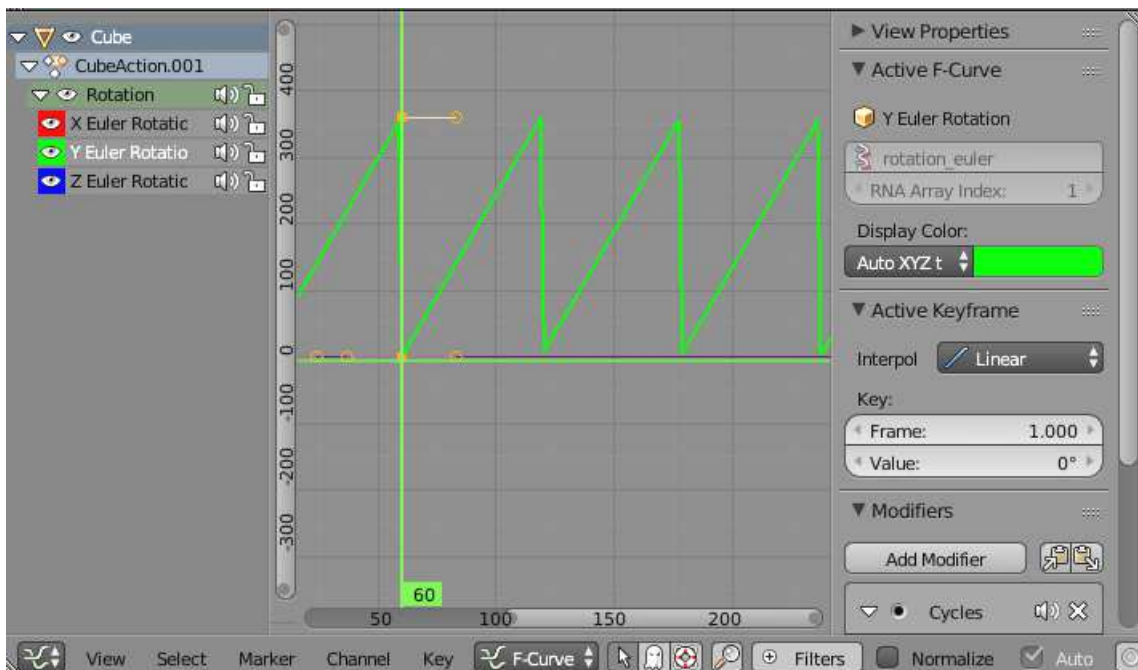 Cube
CubeAction.001
Rotation
X Euler Rotatic
Y Euler Rotatio
Z Euler Rotatic
400
300
200
100
0
-100
-200
-300
60
50 100 150 200
View Properties
Active F-Curve
Y Euler Rotation
rotation_euler
RNA Array Index: 1
Display Color:
Auto XYZ t
Active Keyframe
Interpol Linear
Key:
Frame: 1.000
Value: 0°
Modifiers
Add Modifier
Cycles
View Select Marker Channel Key F-Curve Filters Normalize Auto